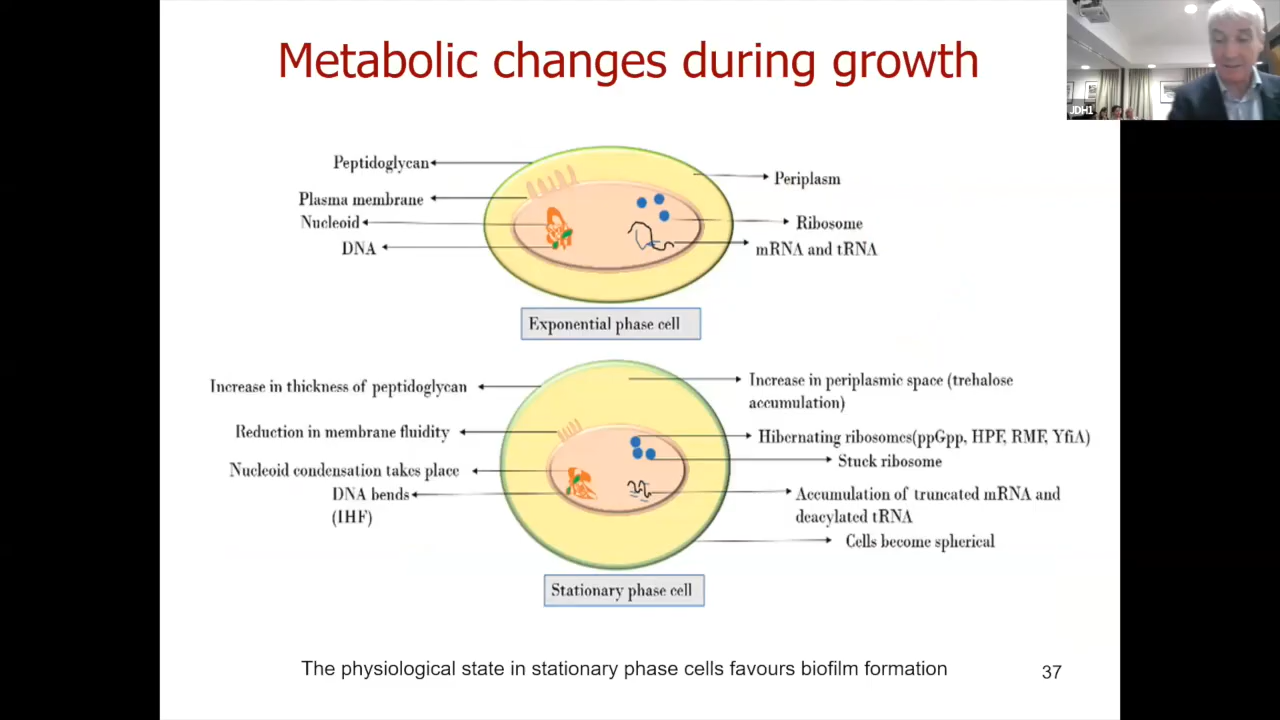 Metabolic changes during growth
JDH1
Peptidoglycan
Plasma membrane
Nucleoid
DNA
Periplasm
Ribosome
mRNA and tRNA
Exponential phase cell
Increase in thickness of peptidoglycan
Reduction in membrane fluidity
Nucleoid condensation takes place
DNA bends
(IHF)
Increase in periplasmic space (trehalose
accumulation)
Hibernating ribosomes(ppGpp, HPF, RMF, YfiA)
Stuck ribosome
Accumulation of truncated mRNA and
deacylated tRNA
Cells become spherical
Stationary phase cell
The physiological state in stationary phase cells favours biofilm formation
37